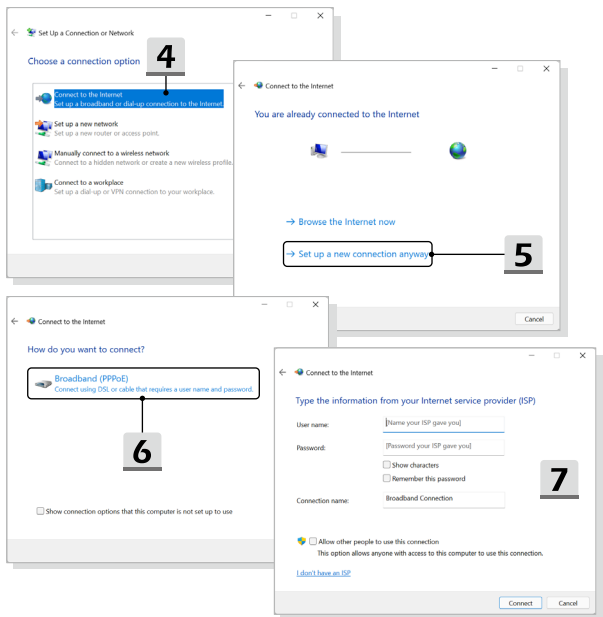 Set Up a Connection or Network
Choose a connection option
4
Connect to the Internet
Set up a broadband or dial-up connection to the Internet.
Set up a new network
Set up a new router or access point.
Manually connect to a wireless network
Connect to a hidden network or create a new wireless profile.
Connect to a workplace
Set up a dial-up or VPN connection to your workplace.
Connect to the Internet
You are already connected to the Internet
→ Browse the Internet now
→ Set up a new connection anyway
5
Cancel
Connect to the Internet
How do you want to connect?
Broadband (PPPoE)
Connect using DSL or cable that requires a user name and password.
6
Show connection options that this computer is not set up to use
Connect to the Internet
Type the information from your Internet service provider (ISP)
User name:
[Name your ISP gave you]
Password:
[Password your ISP gave you]
Show characters
Remember this password
7
Connection name:
Broadband Connection
Allow other people to use this connection
This option allows anyone with access to this computer to use this connection.
I don't have an ISP
Connect
Cancel